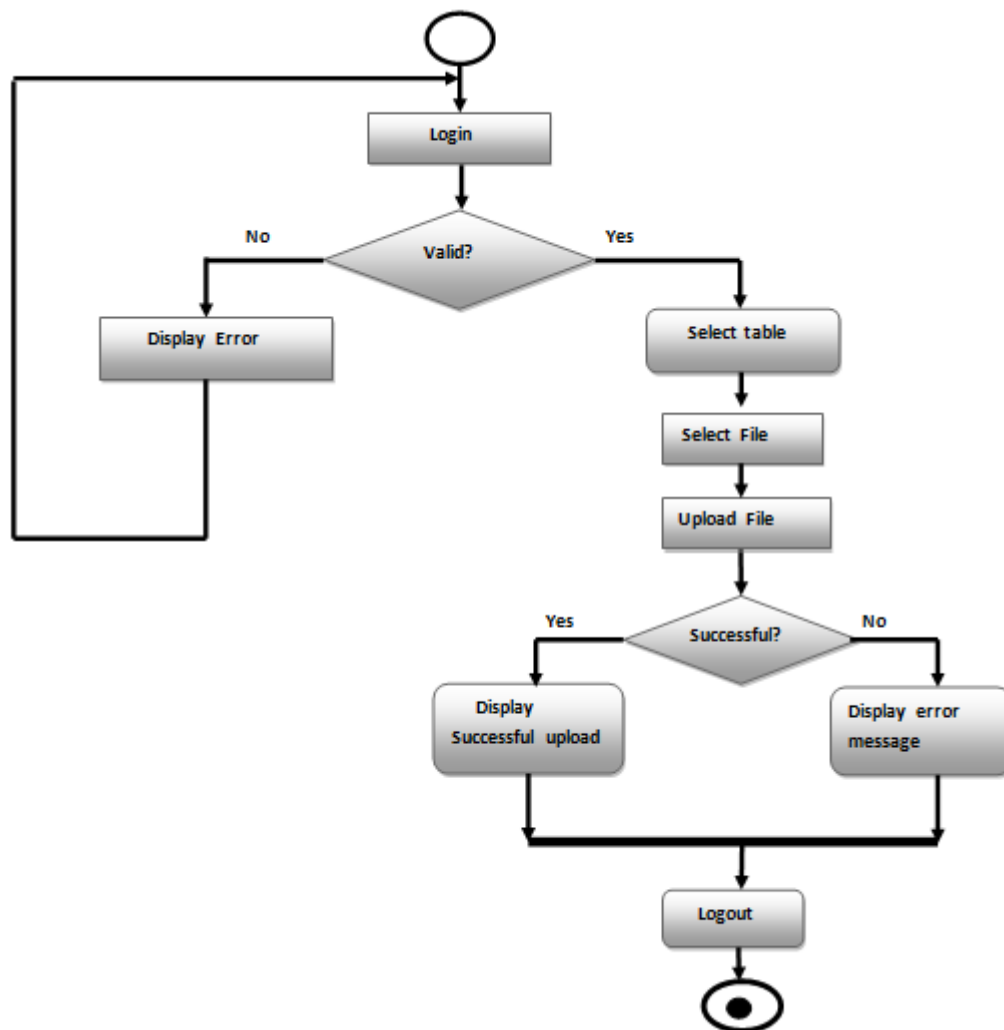 Login
No
Valid?
Yes
Display Error
Select table
Select File
Upload File
Yes
Successful?
No
Display
Successful upload
Display error
message
Logout